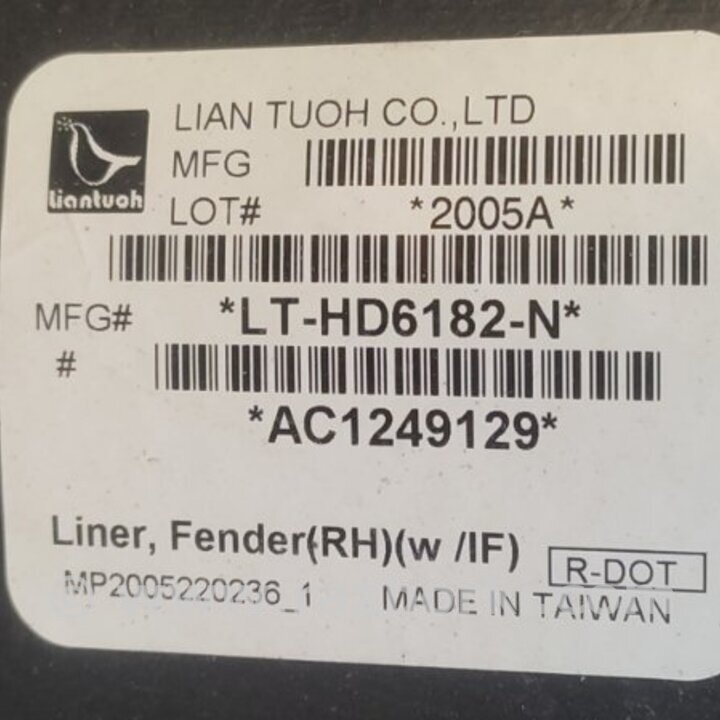 LIAN TUOH CO.,LTD
liantuoh
MFG
LOT# *2005A*
MFG# *LT-HD6182-N*
# *AC1249129*
Liner, Fender(RH)(w /IF)
R-DOT
MP2005220236_1 MADE IN TAIWAN